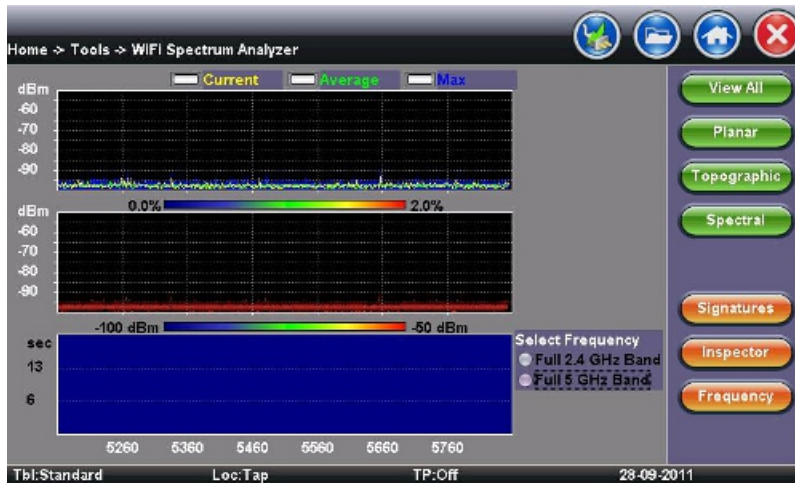 Home -> Tools -> WIFI Spectrum Analyzer
Current Average Max
dBm
-60
-70
-80
-90
0.0% 2.0%
dBm
-60
-70
-80
-90
-100 dBm -50 dBm
sec
13
6
5260 5360 5460 5560 5660 5760
Select Frequency
Full 2.4 GHz Band
Full 5 GHz Band
View All
Planar
Topographic
Spectral
Signatures
Inspector
Frequency
Tbl:Standard Loc:Tap TP:Off 28-09-2011